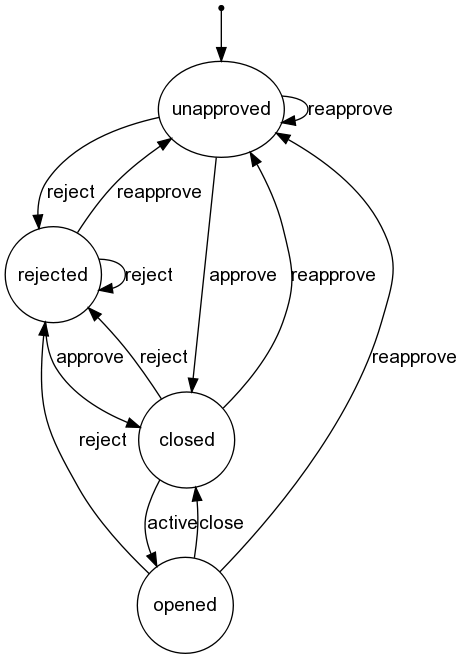 unapproved
reapprove
reject
reapprove
rejected
reject
approve
reapprove
approve
reject
reapprove
reject
closed
active
close
opened